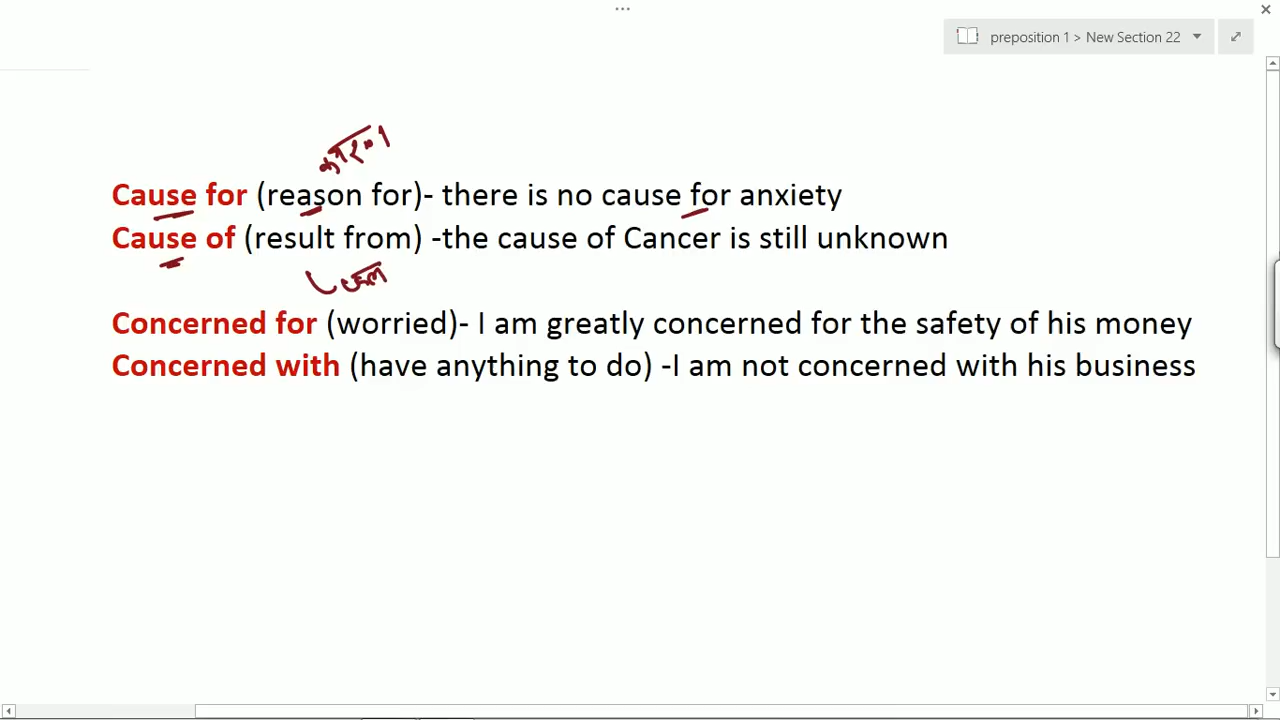 preposition 1 > New Section 22
Cause for (reason for)- there is no cause for anxiety
Cause of (result from) -the cause of Cancer is still unknown
Concerned for (worried)- I am greatly concerned for the safety of his money
Concerned with (have anything to do) -I am not concerned with his business